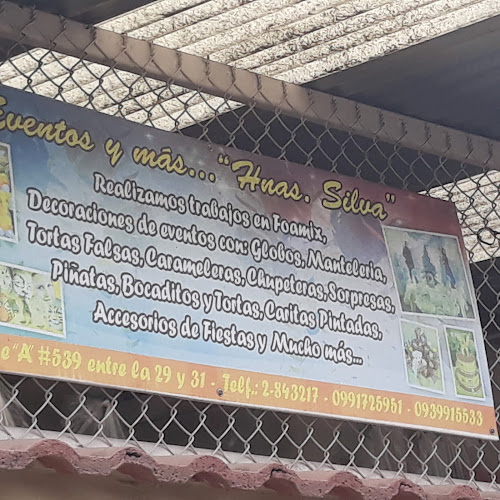 Eventos y más... "Hnas. Silva"
Realizamos trabajos en Foamix,
Decoraciones de eventos con: Globos, Mantelería,
Tortas Falsas, Carameleras, Chupeteras, Sorpresas,
Piñatas, Bocaditos y Tortas, Caritas Pintadas,
Accesorios de Fiestas y Mucho más...
"A" #539 entre la 29 y 31 - Telf.: 2-843217 - 0991725951 - 0939915533